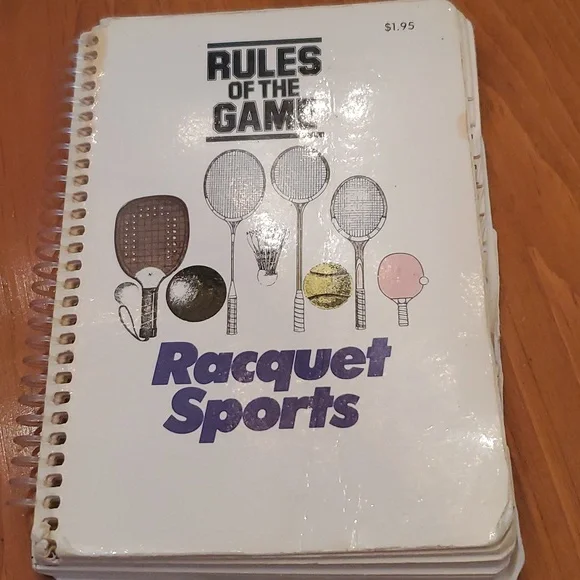 $1.95
RULES
OF THE
GAME
Racquet
Sports